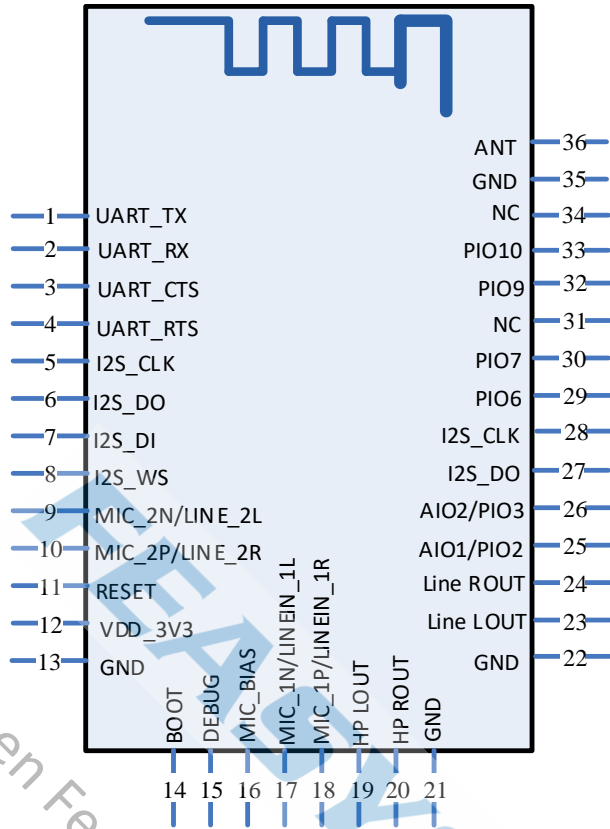 ANT 36
GND 35
1 UART_TX
NC 34
2 UART_RX
PIO10 33
3 UART_CTS
PIO9 32
4 UART_RTS
NC 31
5 I2S_CLK
PIO7 30
6 I2S_DO
PIO6 29
7 I2S_DI
I2S_CLK 28
8 I2S_WS
I2S_DO 27
9 MIC_2N/LINE_2L
AIO2/PIO3 26
10 MIC_2P/LINE_2R
AIO1/PIO2 25
11 RESET
Line ROUT 24
12 VDD_3V3
Line LOUT 23
13 GND
GND 22
BOOT
DEBUG
MIC_BIAS
MIC_1N/LINEIN_1L
MIC_1P/LINEIN_1R
HP LOUT
HP ROUT
GND
14 15 16 17 18 19 20 21
FEASY
en Fe